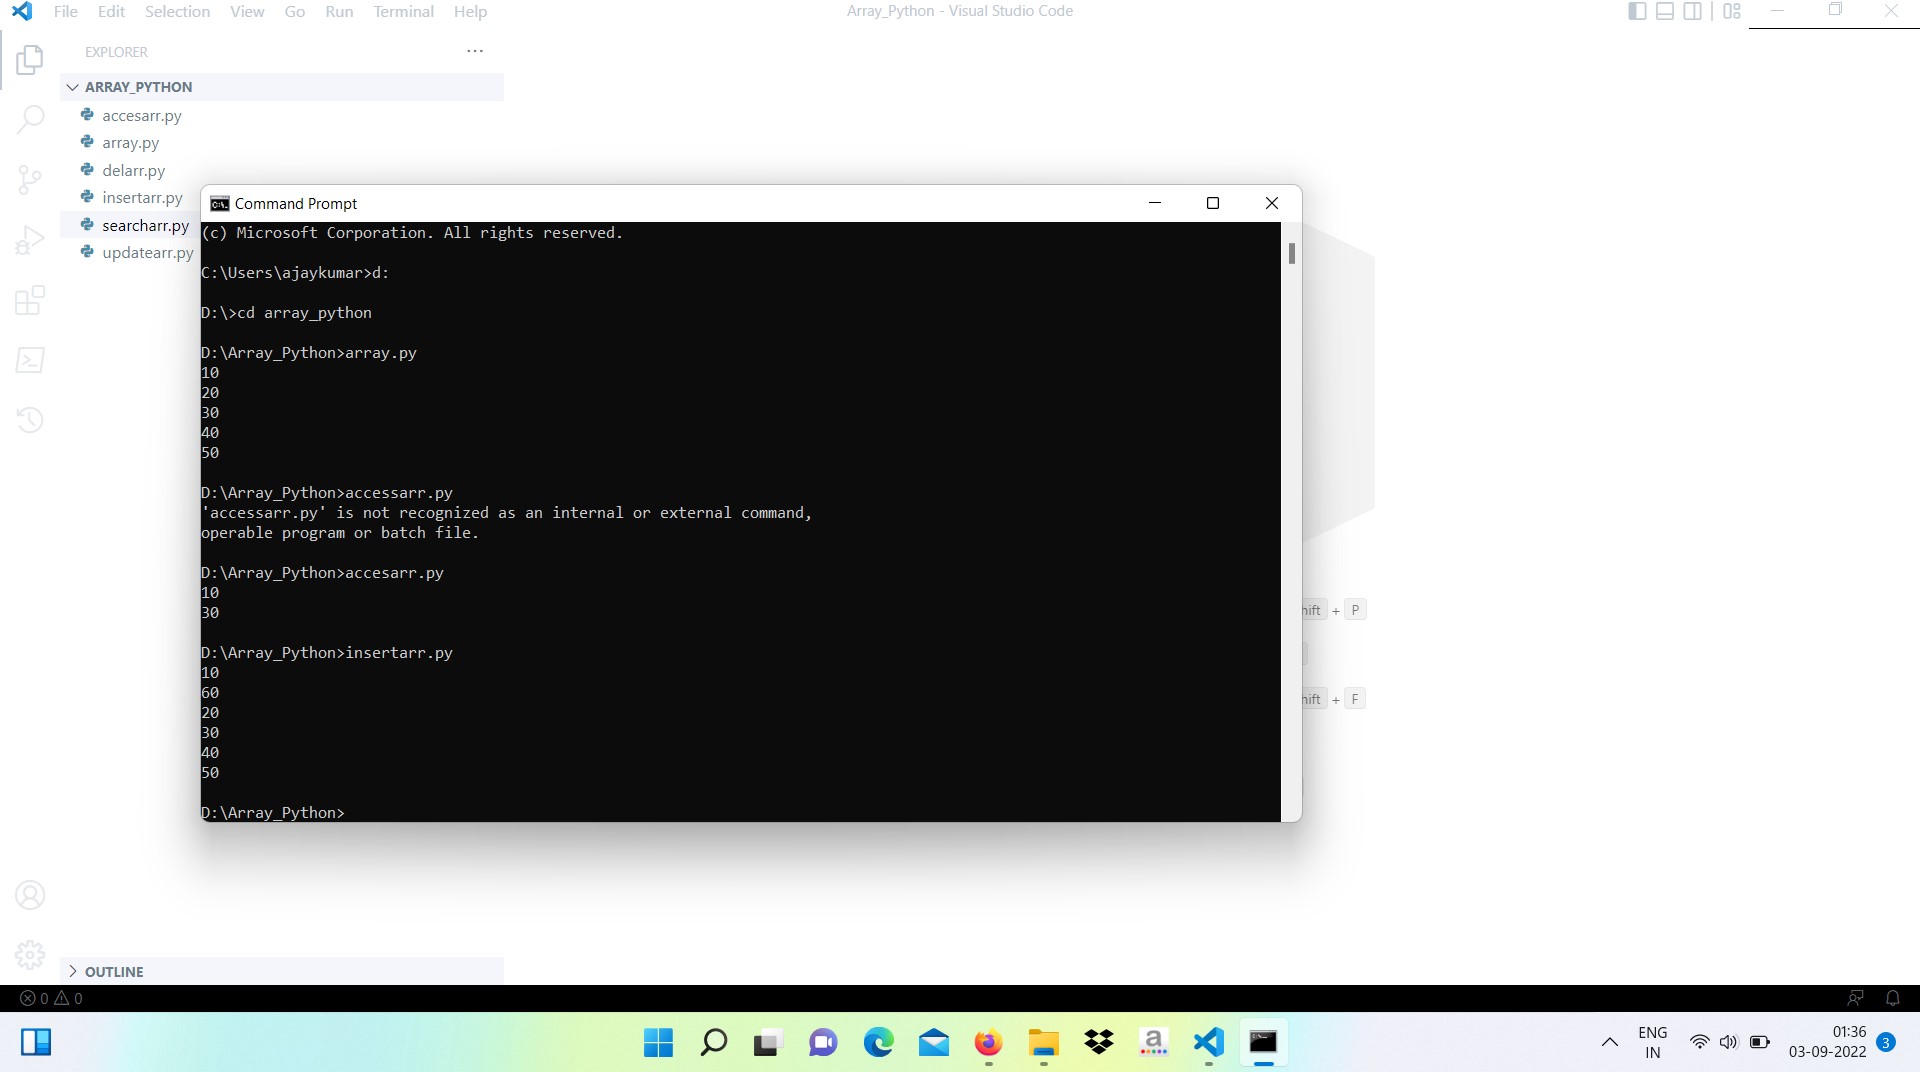 File Edit Selection View Go Run Terminal Help
Array_Python - Visual Studio Code
EXPLORER
ARRAY_PYTHON
accesarr.py
array.py
delarr.py
insertarr.py
searcharr.py
updatearr.py
Command Prompt
(c) Microsoft Corporation. All rights reserved.
C:\Users\ajaykumar>d:
D:\>cd array_python
D:\Array_Python>array.py
10
20
30
40
50
D:\Array_Python>accessarr.py
'accessarr.py' is not recognized as an internal or external command,
operable program or batch file.
D:\Array_Python>accesarr.py
10
30
D:\Array_Python>insertarr.py
10
60
20
30
40
50
D:\Array_Python>
+ P
+ F
OUTLINE
0 0
ENG
IN
01:36
03-09-2022
3